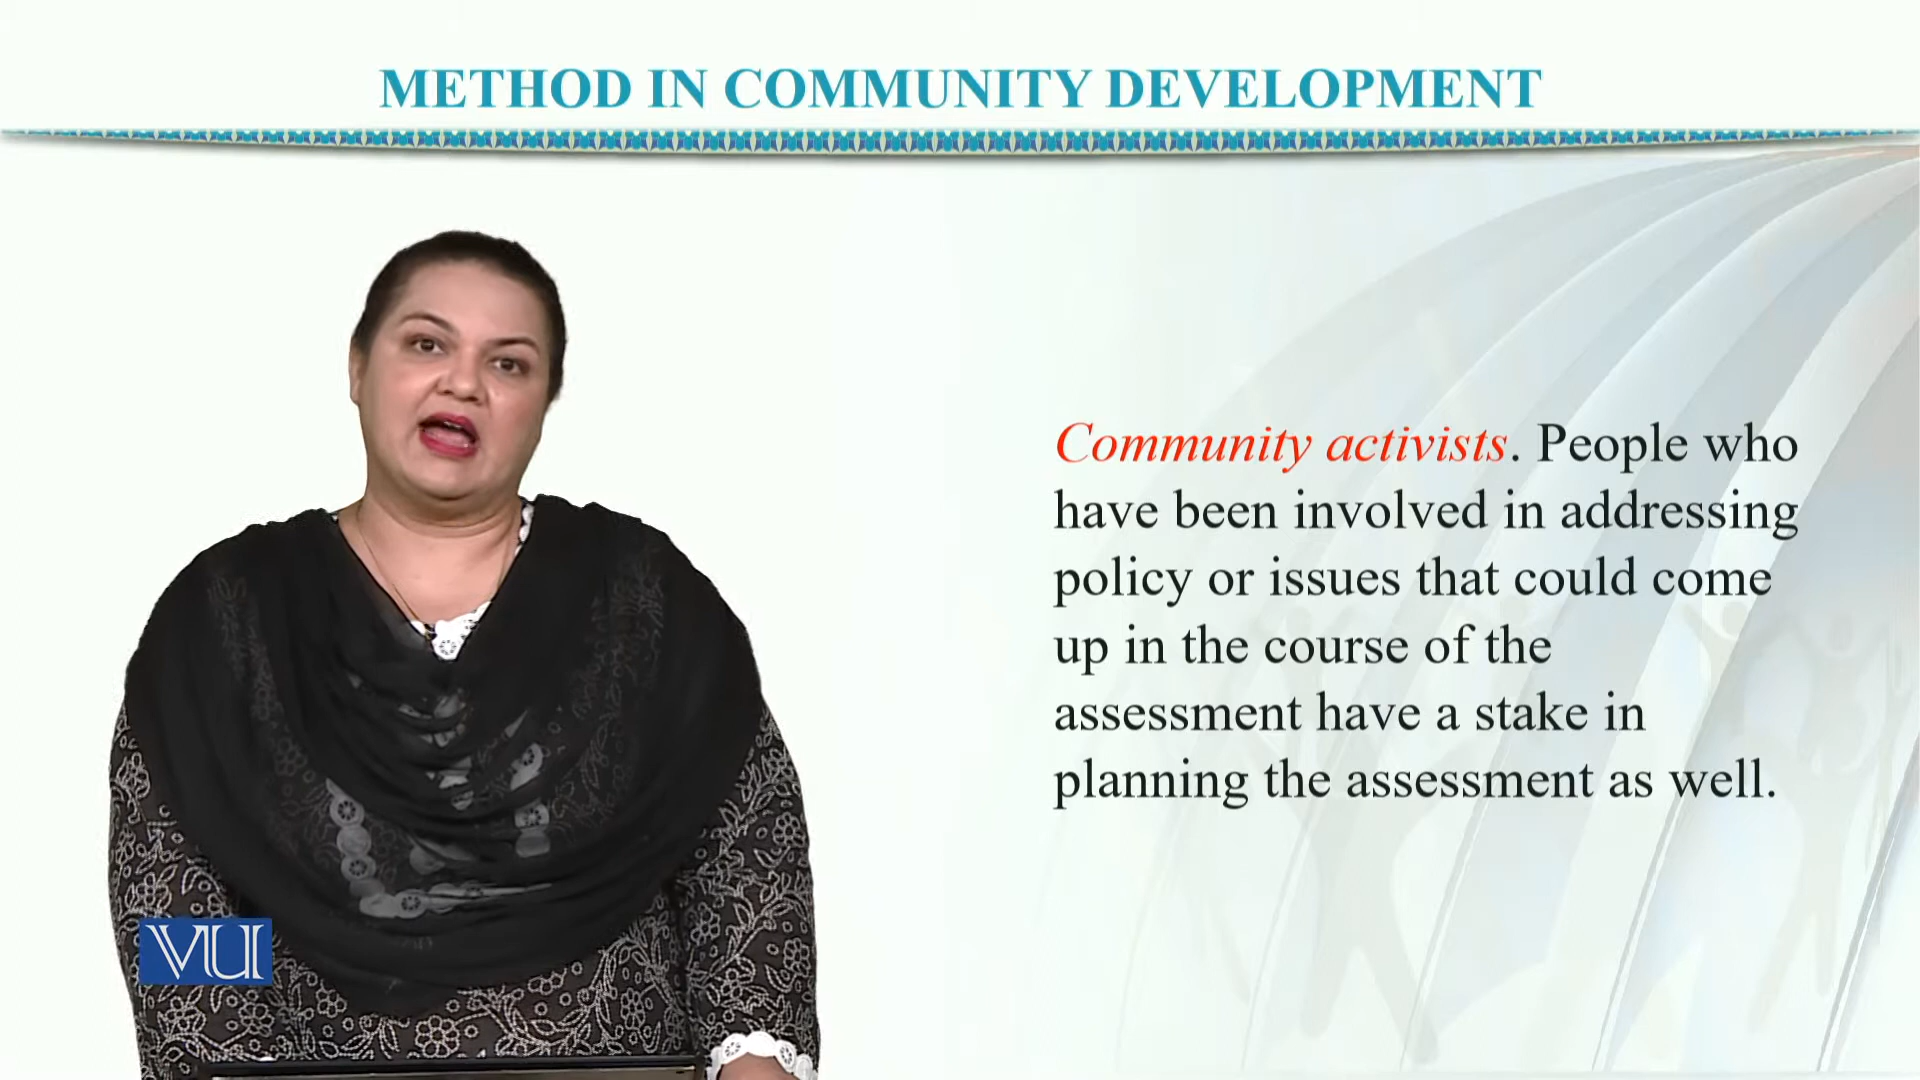 METHOD IN COMMUNITY DEVELOPMENT
Community activists. People who
have been involved in addressing
policy or issues that could come
up in the course of the
assessment have a stake in
planning the assessment as well.
VU